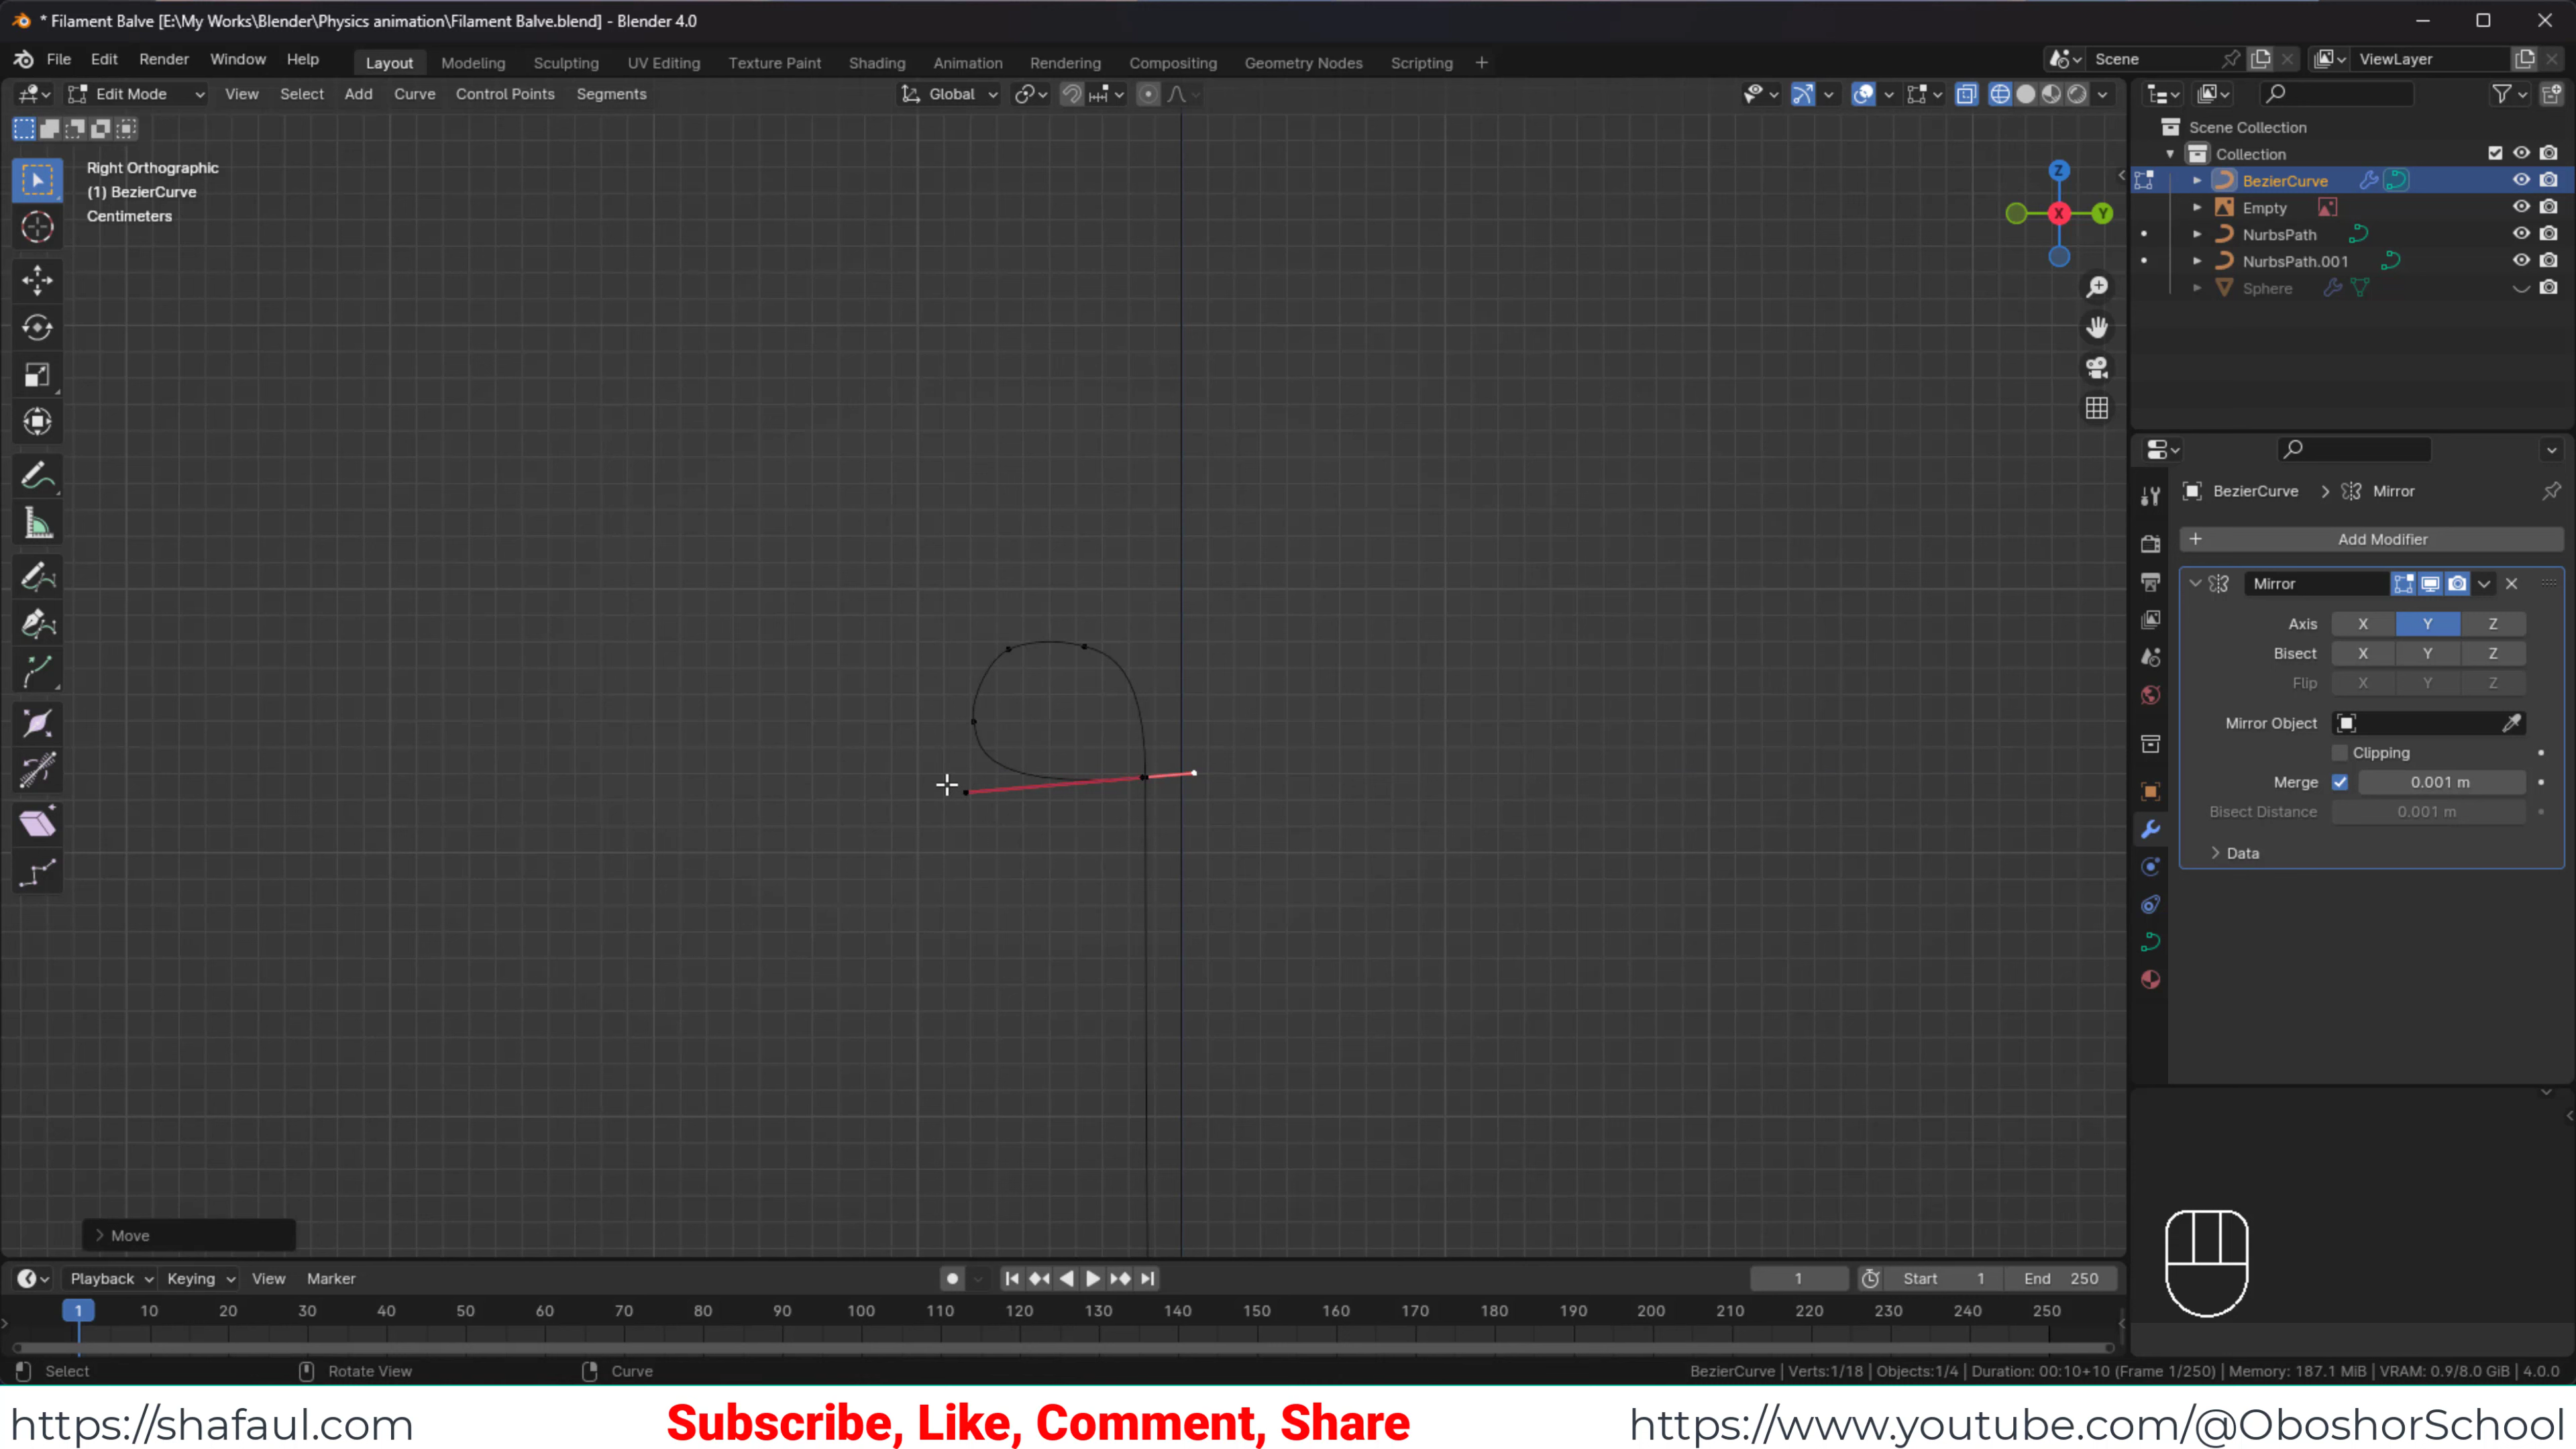 * Filament Balve [E:\My Works\Blender\Physics animation\Filament Balve.blend] - Blender 4.0
File Edit Render Window Help Layout Modeling Sculpting UV Editing Texture Paint Shading Animation Rendering Compositing Geometry Nodes Scripting + Scene ViewLayer
Edit Mode View Select Add Curve Control Points Segments Global
Right Orthographic
(1) BezierCurve
Centimeters
Z
X
Y
Scene Collection
Collection
BezierCurve
Empty
NurbsPath
NurbsPath.001
Sphere
BezierCurve > Mirror
+ Add Modifier
Mirror
Axis X Y Z
Bisect X Y Z
Flip X Y Z
Mirror Object
Clipping
Merge 0.001 m
Bisect Distance 0.001 m
> Data
> Move
Playback Keying View Marker 1 Start 1 End 250
1 10 20 30 40 50 60 70 80 90 100 110 120 130 140 150 160 170 180 190 200 210 220 230 240 250
Select Rotate View Curve BezierCurve | Verts:1/18 | Objects:1/4 | Duration: 00:10+10 (Frame 1/250) | Memory: 187.1 MiB | VRAM: 0.9/8.0 GiB | 4.0.0
https://shafaul.com Subscribe, Like, Comment, Share https://www.youtube.com/@OboshorSchool